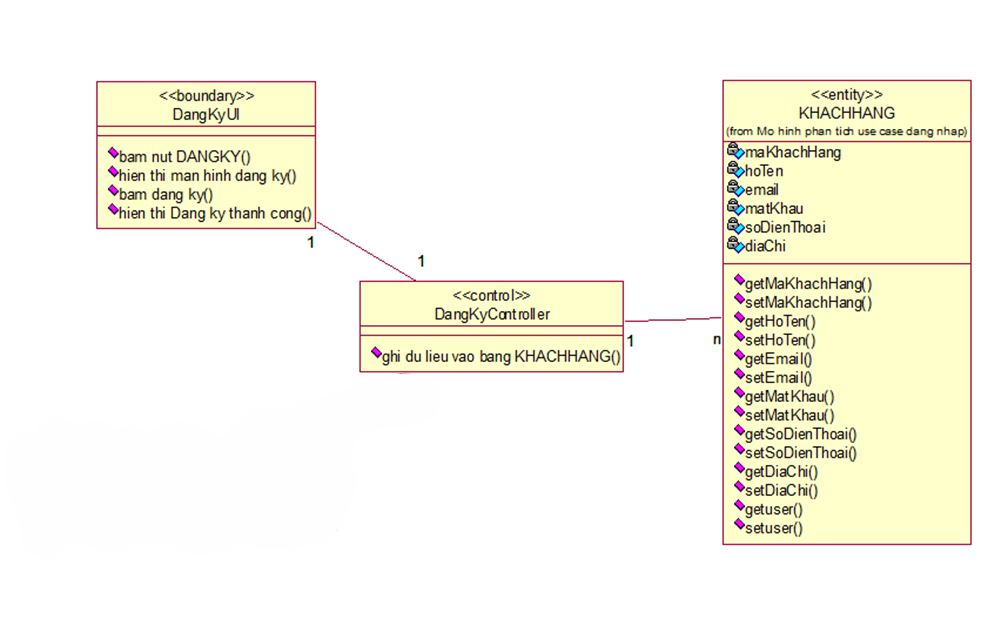 <<boundary>>
DangKyUI
bam nut DANGKY()
hien thi man hinh dang ky()
bam dang ky()
hien thi Dang ky thanh cong()
1
1
<<control>>
DangKyController
ghi du lieu vao bang KHACHHANG()
1
n
<<entity>>
KHACHHANG
(from Mo hinh phan tich use case dang nhap)
maKhachHang
hoTen
email
matKhau
soDienThoai
diaChi
getMaKhachHang()
setMaKhachHang()
getHoTen()
setHoTen()
getEmail()
setEmail()
getMatKhau()
setMatKhau()
getSoDienThoai()
setSoDienThoai()
getDiaChi()
setDiaChi()
getuser()
setuser()